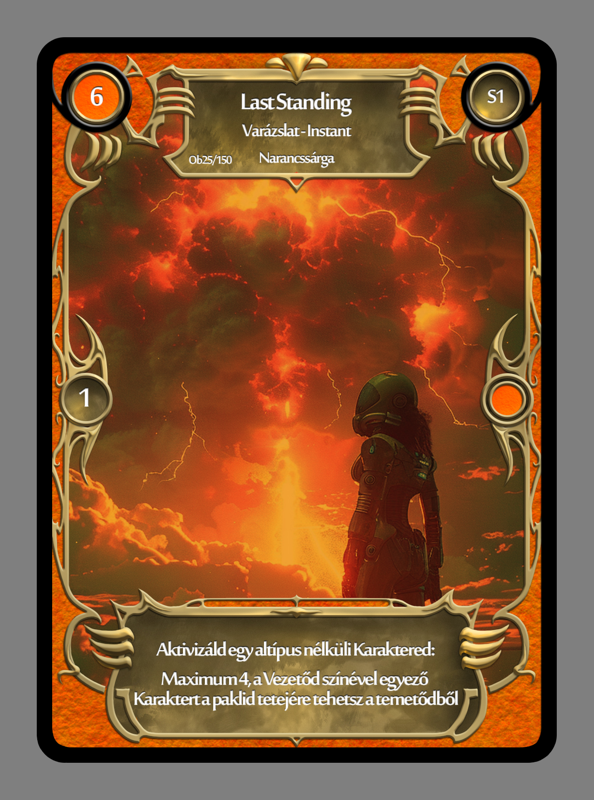 6
S1
Last Standing
Varázslat - Instant
Ob25/150 Narancssárga
1
Aktivizáld egy altípus nélküli Karaktered:
Maximum 4, a Vezetőd színével egyező
Karaktert a paklid tetejére tehetsz a temetődből